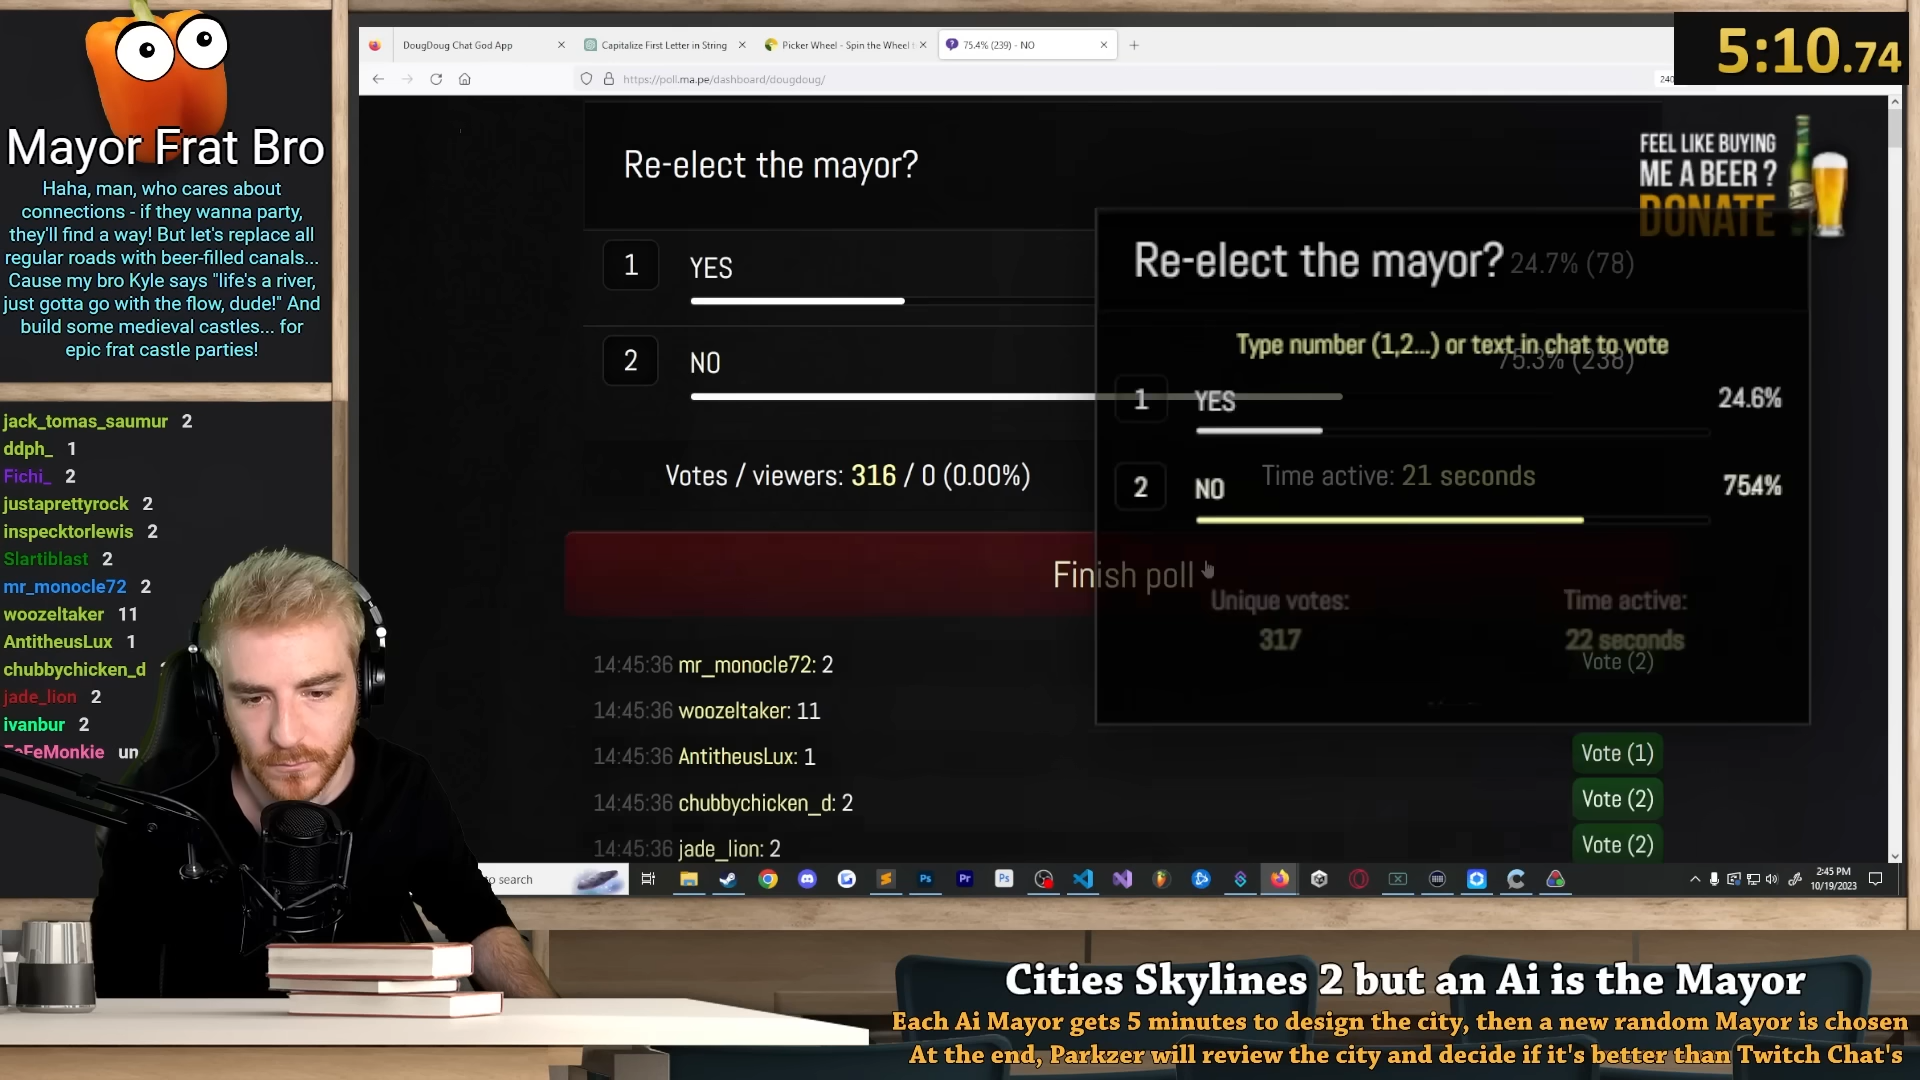 DougDoug Chat God App
Capitalize First Letter in String
Picker Wheel - Spin the Wheel
75.4% (239) - NO
5:10.74
https://poll.ma.pe/dashboard/dougdoug/
240
Mayor Frat Bro
Haha, man, who cares about
connections - if they wanna party,
they'll find a way! But let's replace all
regular roads with beer-filled canals...
Cause my bro Kyle says "life's a river,
just gotta go with the flow, dude!" And
build some medieval castles... for
epic frat castle parties!
jack_tomas_saumur 2
ddph_ 1
Fichi_ 2
justaprettyrock 2
inspecktorlewis 2
Slartiblast 2
mr_monocle72 2
woozeltaker 11
AntitheusLux 1
chubbychicken_d
jade_lion 2
ivanbur 2
FeFeMonkie un
Re-elect the mayor?
1 YES
24.7% (78)
2 NO
75.3% (238)
Votes / viewers: 316 / 0 (0.00%)
Time active: 21 seconds
Finish poll
14:45:36 mr_monocle72: 2
Vote (2)
14:45:36 woozeltaker: 11
14:45:36 AntitheusLux: 1
Vote (1)
14:45:36 chubbychicken_d: 2
Vote (2)
14:45:36 jade_lion: 2
Vote (2)
FEEL LIKE BUYING
ME A BEER ?
DONATE
Re-elect the mayor?
Type number (1,2...) or text in chat to vote
1 YES 24.6%
2 NO 754%
Unique votes:
317
Time active:
22 seconds
o search
2:45 PM
10/19/2023
Cities Skylines 2 but an Ai is the Mayor
Each Ai Mayor gets 5 minutes to design the city, then a new random Mayor is chosen
At the end, Parkzer will review the city and decide if it's better than Twitch Chat's